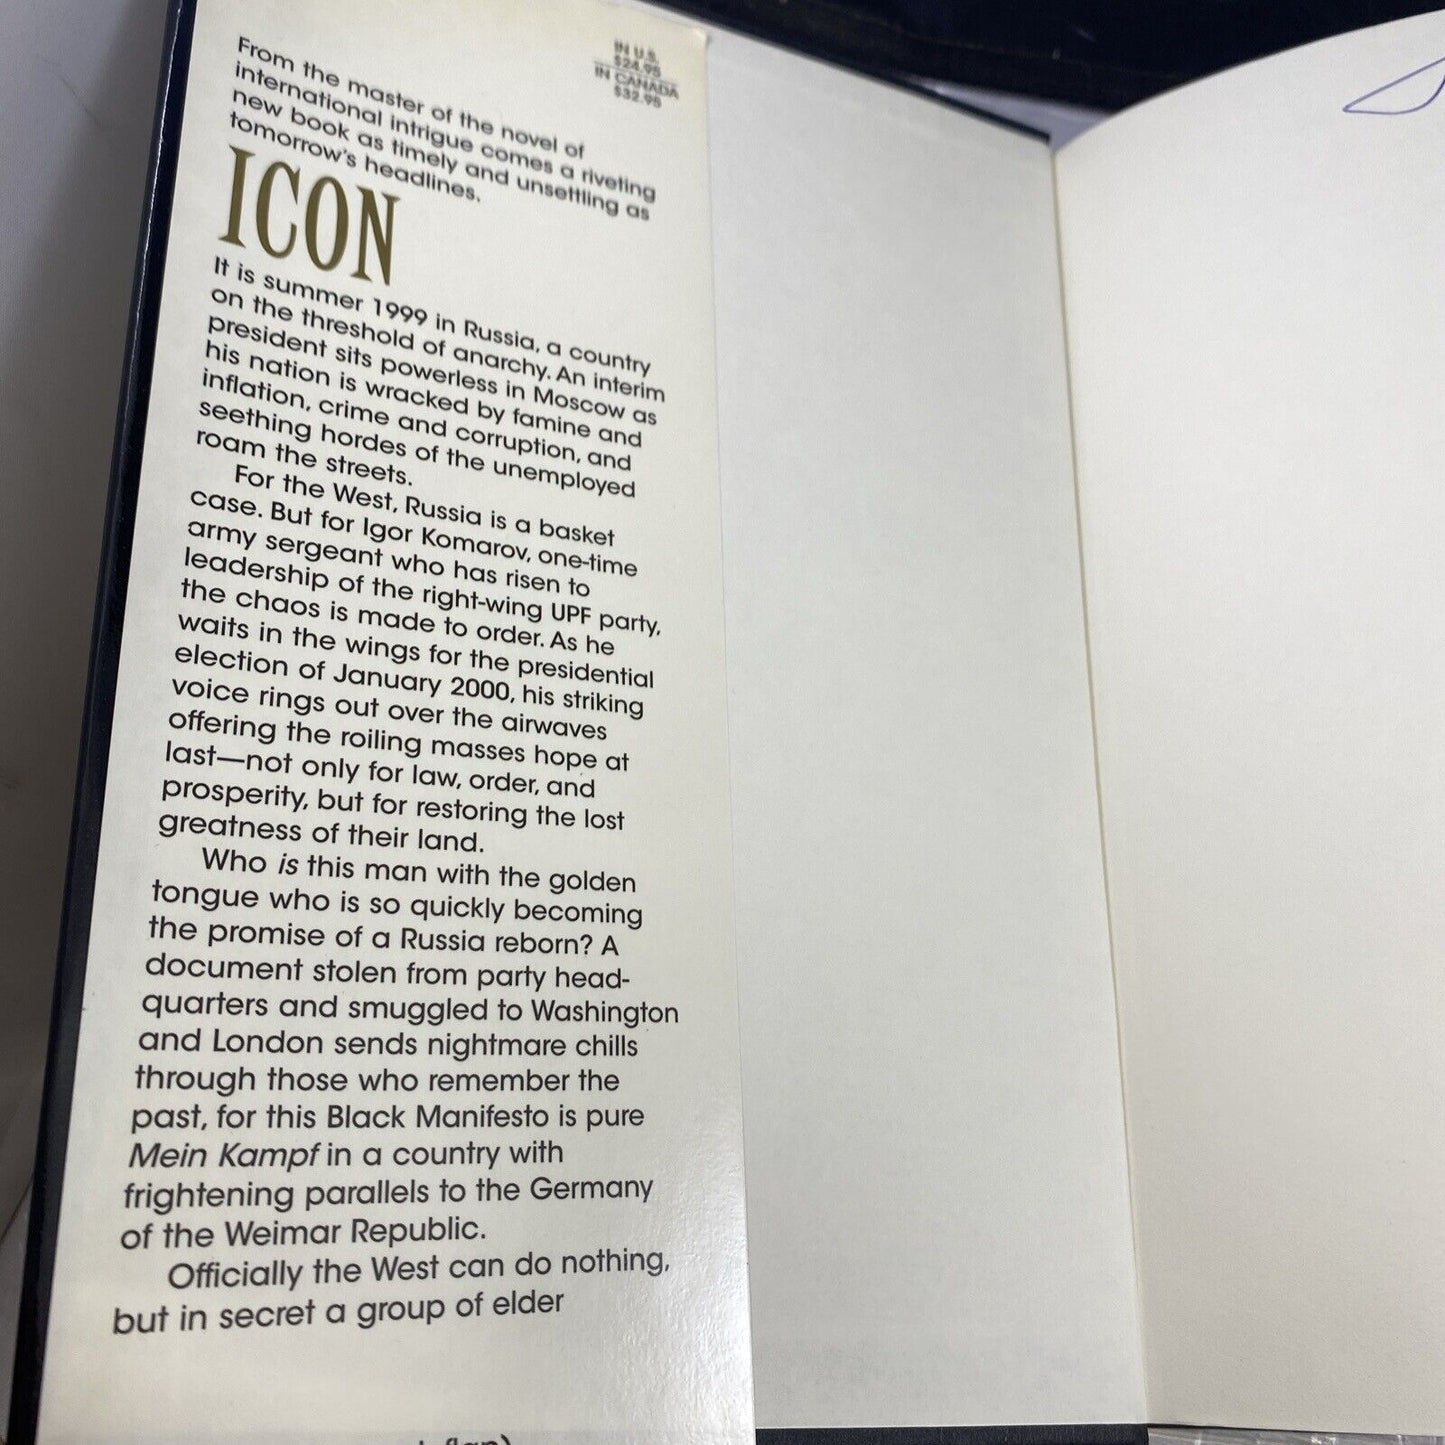 IN U.S.
$24.95
IN CANADA
$32.95
From the master of the novel of
international intrigue comes a riveting
new book as timely and unsettling as
tomorrow's headlines.
ICON
It is summer 1999 in Russia, a country
on the threshold of anarchy. An interim
president sits powerless in Moscow as
his nation is wracked by famine and
inflation, crime and corruption, and
seething hordes of the unemployed
roam the streets.
For the West, Russia is a basket
case. But for Igor Komarov, one-time
army sergeant who has risen to
leadership of the right-wing UPF party,
the chaos is made to order. As he
waits in the wings for the presidential
election of January 2000, his striking
voice rings out over the airwaves
offering the roiling masses hope at
last—not only for law, order, and
prosperity, but for restoring the lost
greatness of their land.
Who is this man with the golden
tongue who is so quickly becoming
the promise of a Russia reborn? A
document stolen from party head-
quarters and smuggled to Washington
and London sends nightmare chills
through those who remember the
past, for this Black Manifesto is pure
Mein Kampf in a country with
frightening parallels to the Germany
of the Weimar Republic.
Officially the West can do nothing,
but in secret a group of elder
flap)